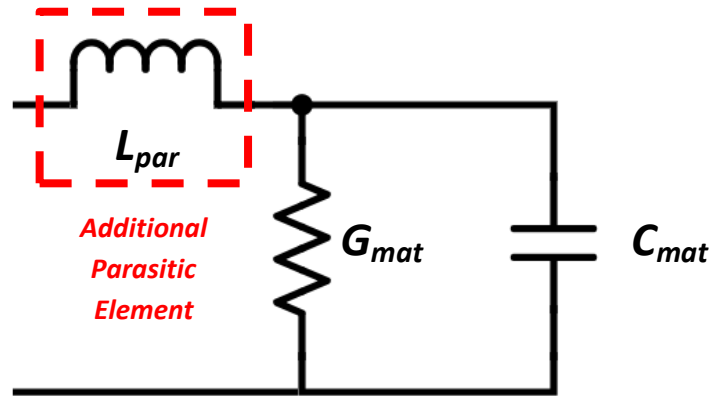 L_par
Additional
Parasitic
Element
G_mat
C_mat